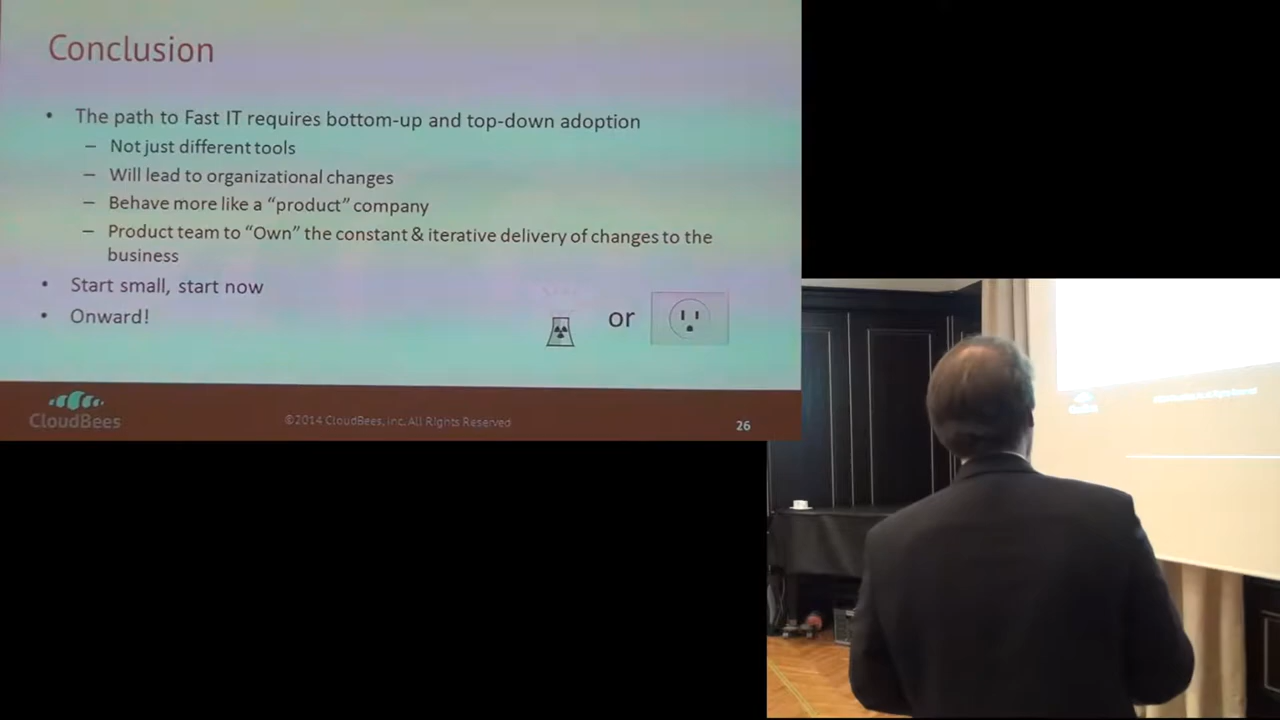 Conclusion
• The path to Fast IT requires bottom-up and top-down adoption
– Not just different tools
– Will lead to organizational changes
– Behave more like a “product” company
– Product team to “Own” the constant & iterative delivery of changes to the
business
• Start small, start now
• Onward!
or
CloudBees
©2014 CloudBees, Inc. All Rights Reserved
26